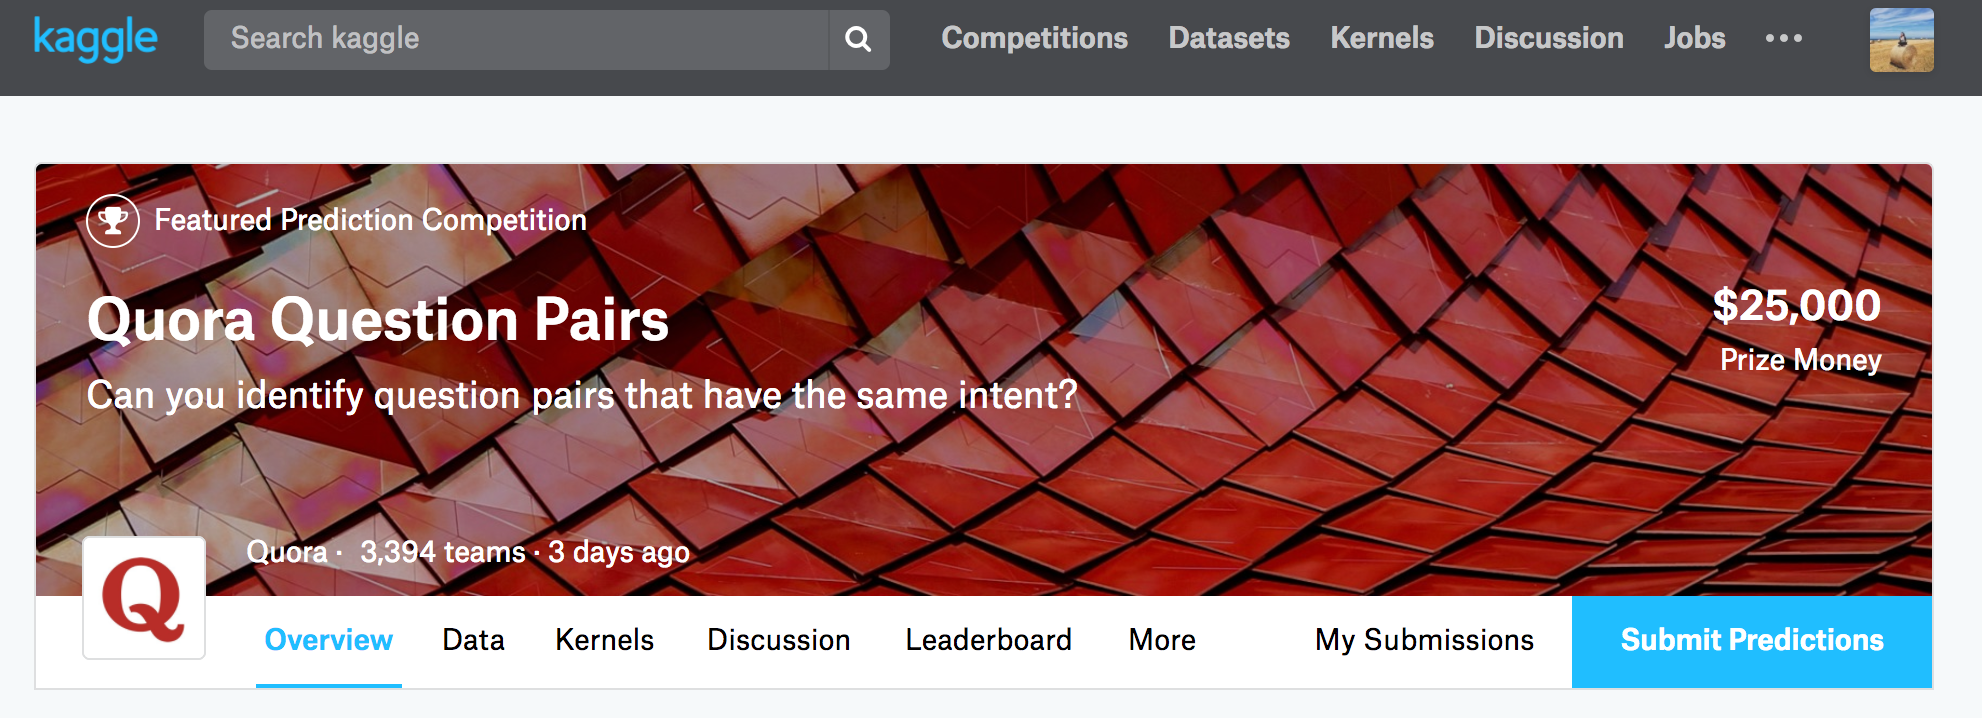 kaggle
Search kaggle
Competitions
Datasets
Kernels
Discussion
Jobs
Featured Prediction Competition
Quora Question Pairs
Can you identify question pairs that have the same intent?
$25,000
Prize Money
Quora · 3,394 teams · 3 days ago
Q
Overview
Data
Kernels
Discussion
Leaderboard
More
My Submissions
Submit Predictions